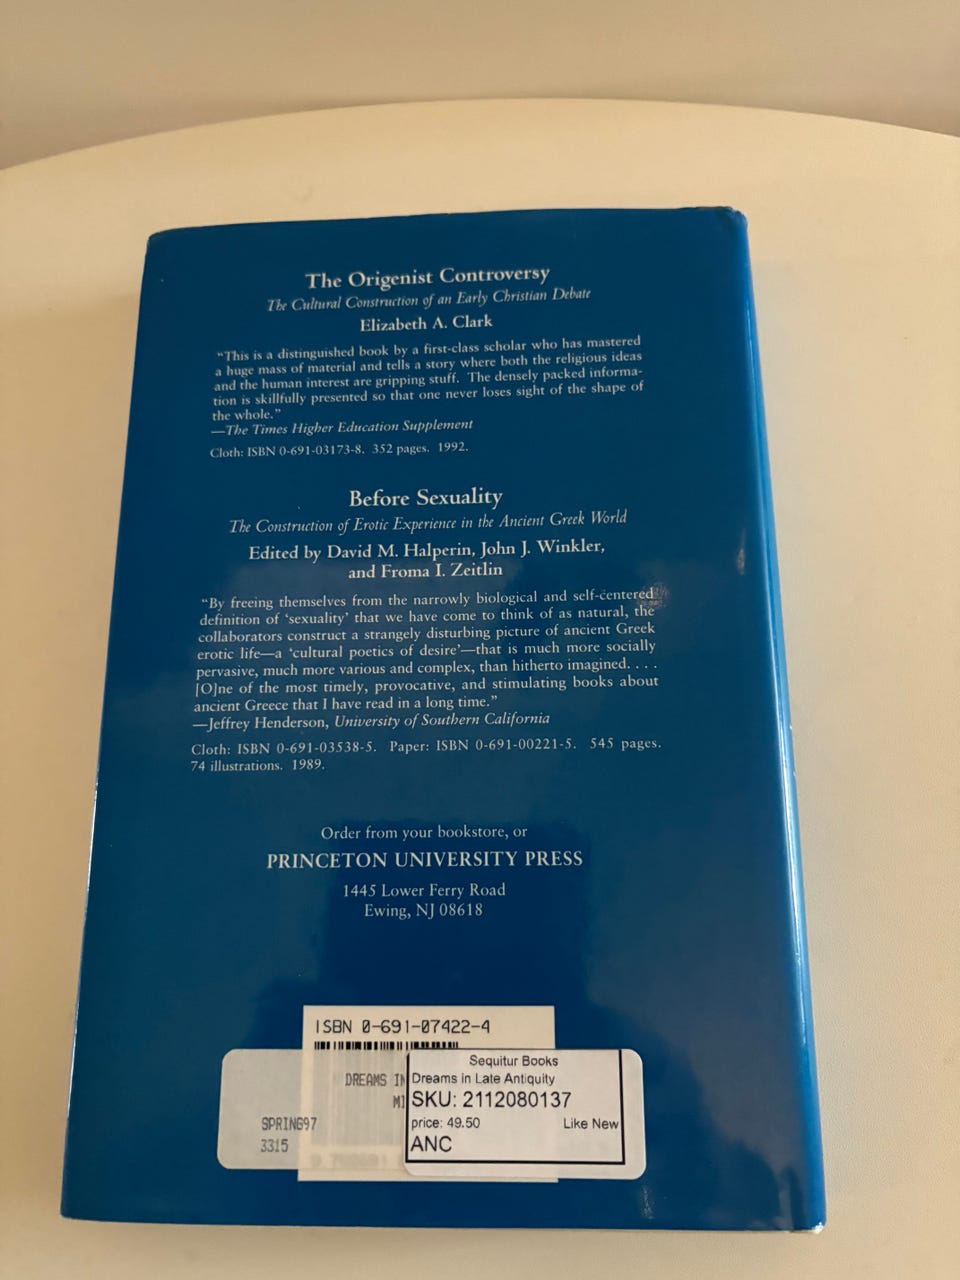 The Origenist Controversy
The Cultural Construction of an Early Christian Debate
Elizabeth A. Clark
“This is a distinguished book by a first-class scholar who has mastered
a huge mass of material and tells a story where both the religious ideas
and the human interest are gripping stuff. The densely packed informa-
tion is skillfully presented so that one never loses sight of the shape of
the whole.”
—The Times Higher Education Supplement
Cloth: ISBN 0-691-03173-8. 352 pages. 1992.
Before Sexuality
The Construction of Erotic Experience in the Ancient Greek World
Edited by David M. Halperin, John J. Winkler,
and Froma I. Zeitlin
“By freeing themselves from the narrowly biological and self-centered
definition of ‘sexuality’ that we have come to think of as natural, the
collaborators construct a strangely disturbing picture of ancient Greek
erotic life—a ‘cultural poetics of desire’—that is much more socially
pervasive, much more various and complex, than hitherto imagined. . . .
[O]ne of the most timely, provocative, and stimulating books about
ancient Greece that I have read in a long time.”
—Jeffrey Henderson, University of Southern California
Cloth: ISBN 0-691-03538-5. Paper: ISBN 0-691-00221-5. 545 pages.
74 illustrations. 1989.
Order from your bookstore, or
PRINCETON UNIVERSITY PRESS
1445 Lower Ferry Road
Ewing, NJ 08618
ISBN 0-691-07422-4
DREAMS IN
MI
SPRING97
3315
Sequitur Books
Dreams in Late Antiquity
SKU: 2112080137
price: 49.50 Like New
ANC